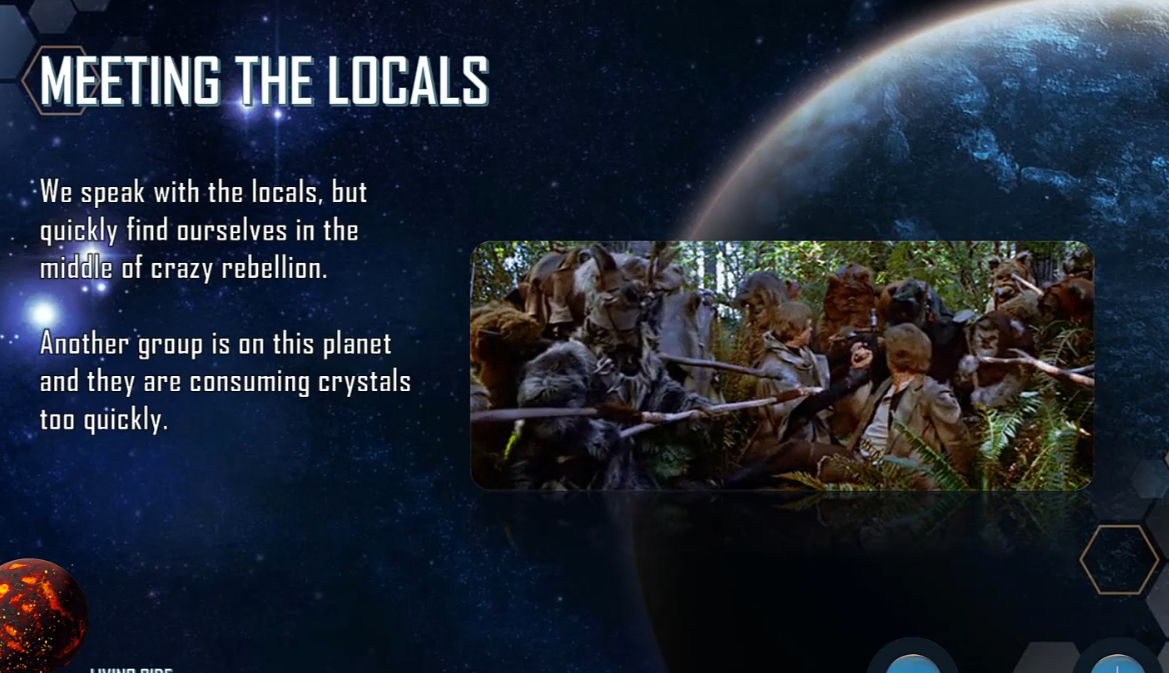 MEETING THE LOCALS
We speak with the locals, but
quickly find ourselves in the
middle of crazy rebellion.
Another group is on this planet
and they are consuming crystals
too quickly.